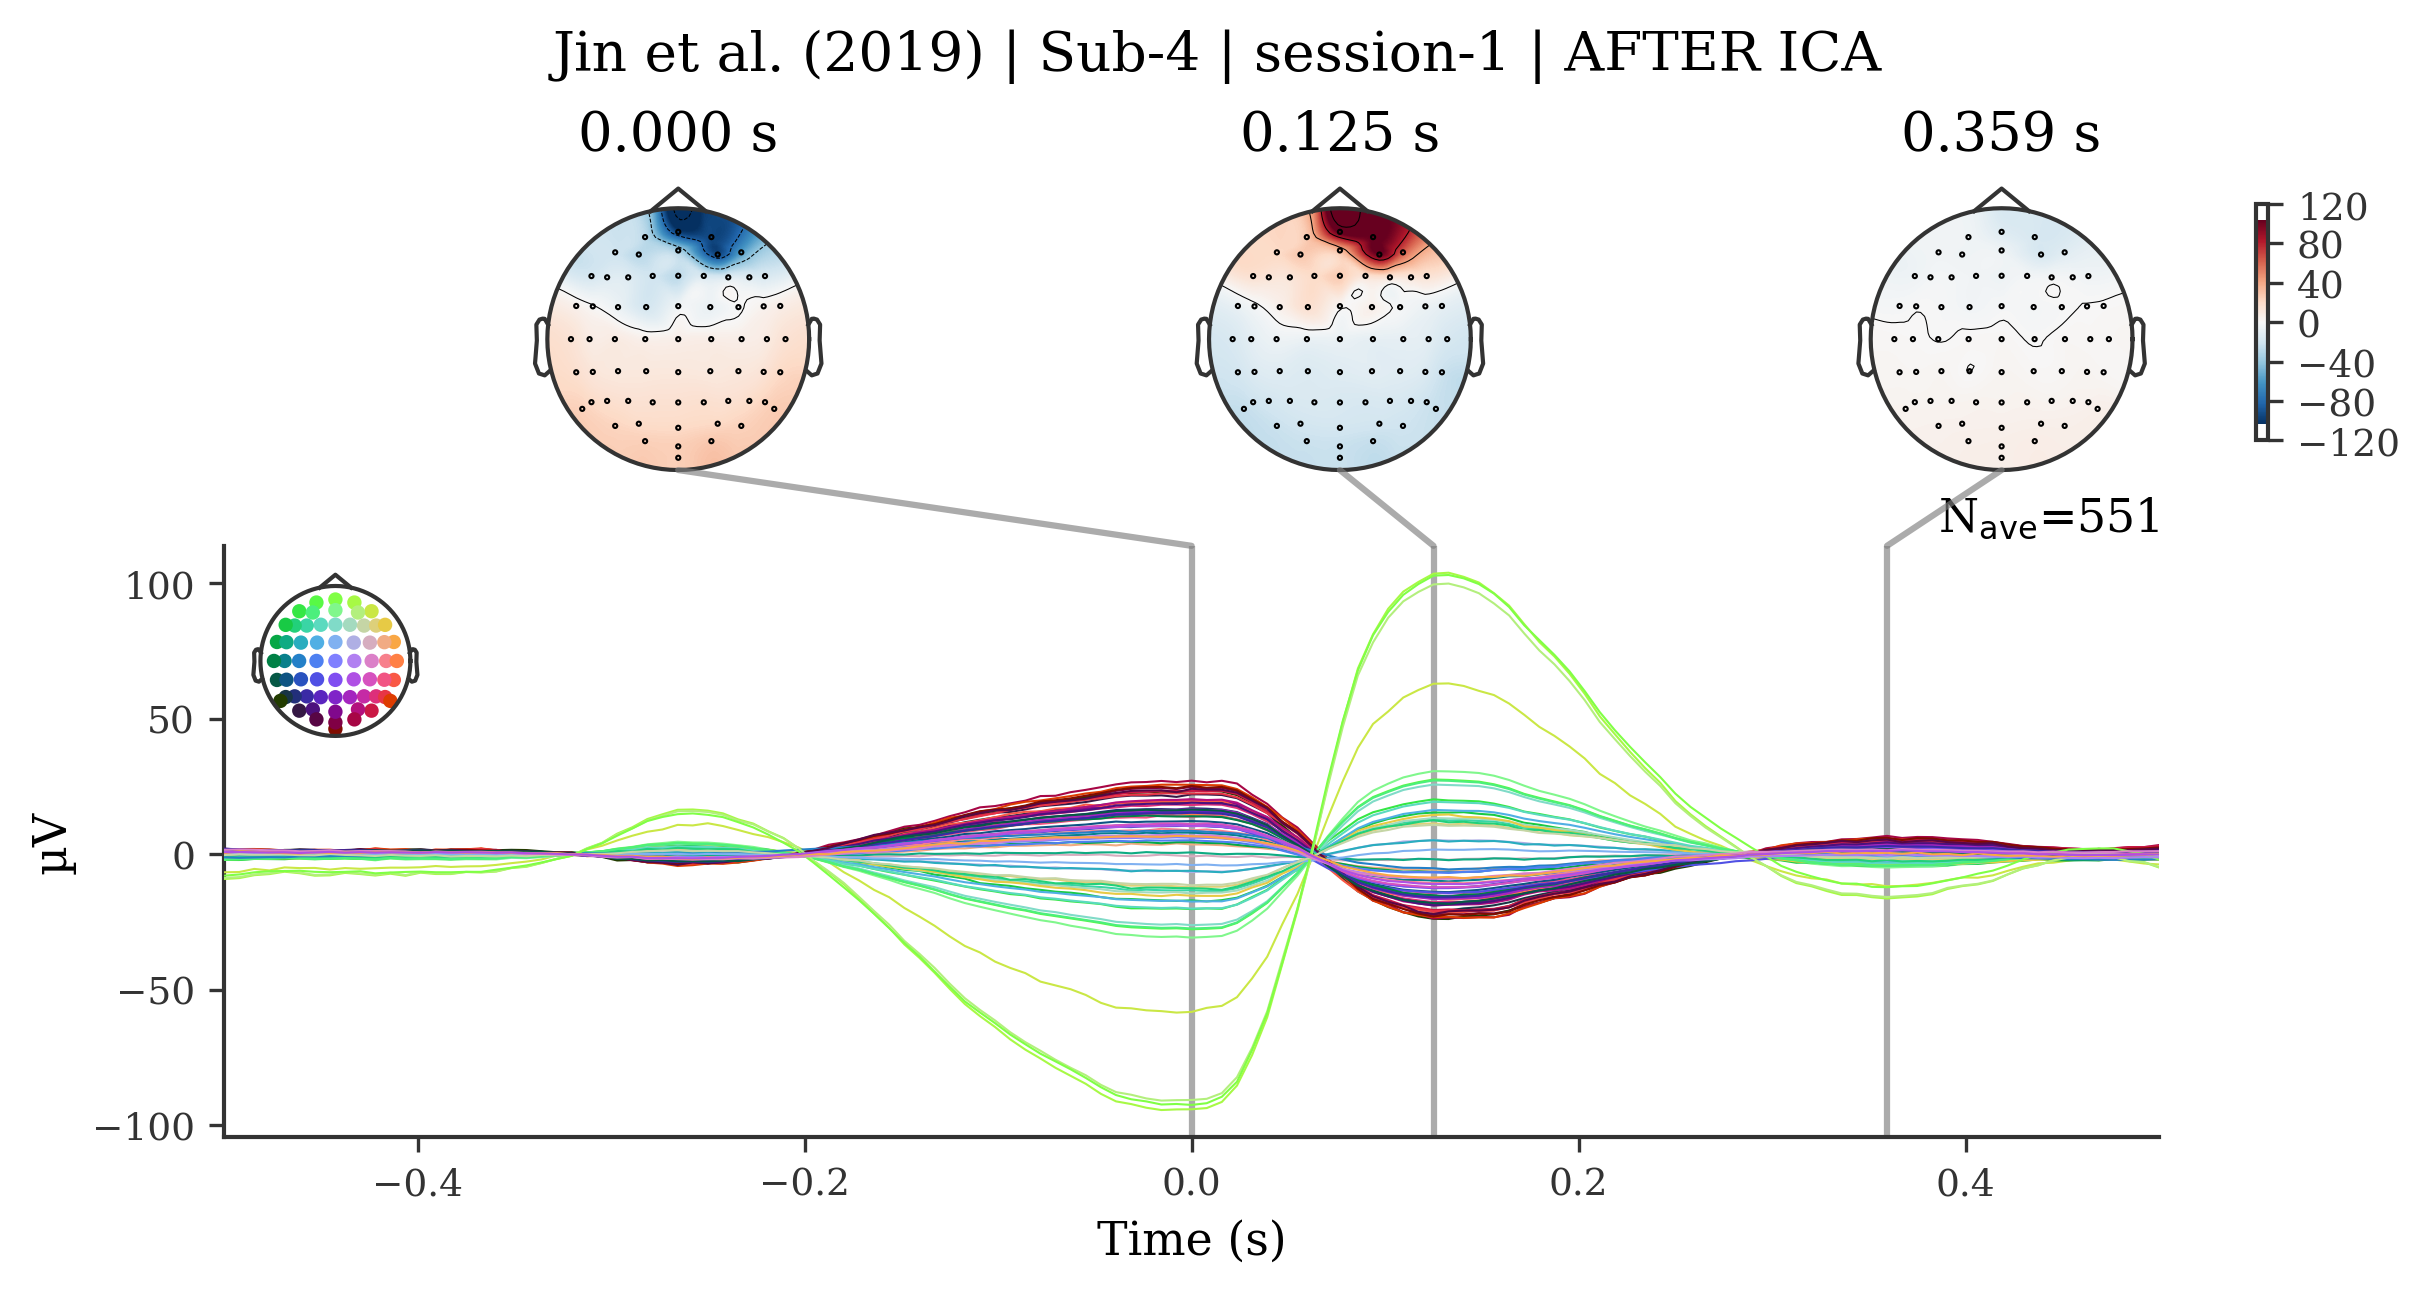 Jin et al. (2019) | Sub-4 | session-1 | AFTER ICA
0.000 s
0.125 s
0.359 s
120
80
40
0
−40
−80
−120
Nave=551
100
50
0
−50
−100
µV
−0.4
−0.2
0.0
0.2
0.4
Time (s)